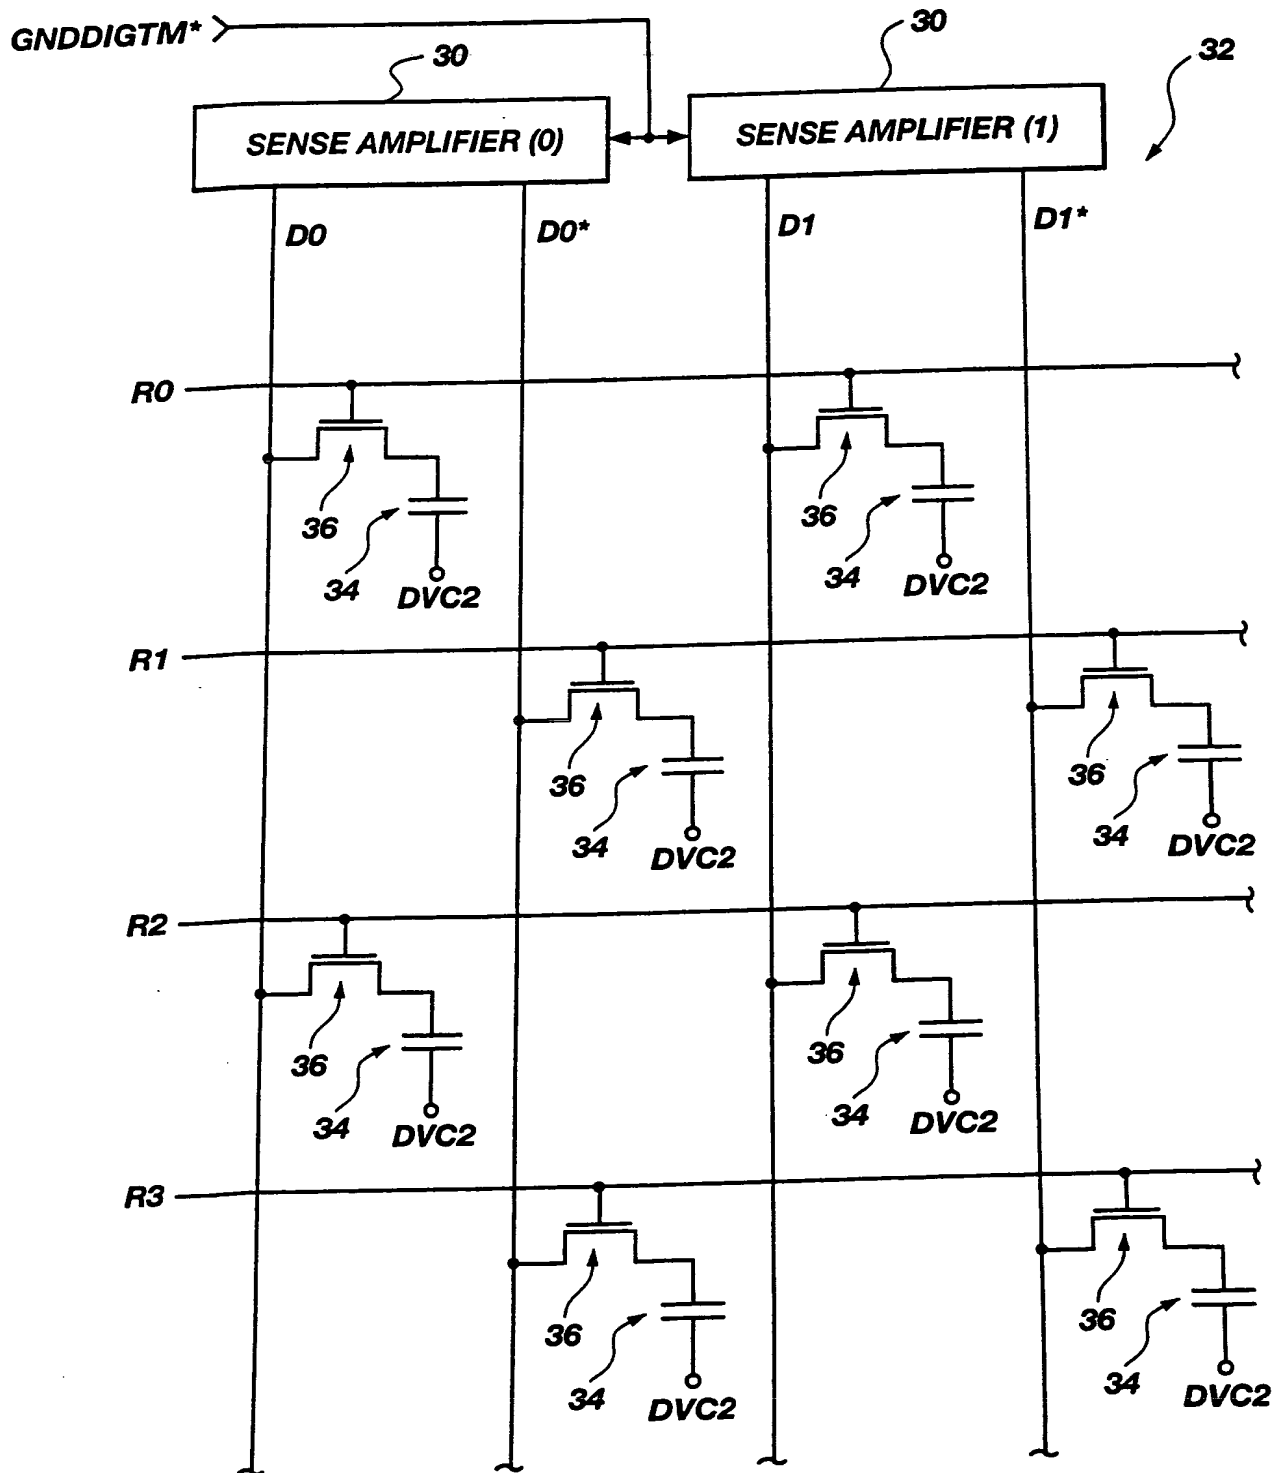 GNDDIGTM*
30
30
32
SENSE AMPLIFIER (0)
SENSE AMPLIFIER (1)
D0
D0*
D1
D1*
R0
36
34
DVC2
36
34
DVC2
R1
36
34
DVC2
36
34
DVC2
R2
36
34
DVC2
36
34
DVC2
R3
36
34
DVC2
36
34
DVC2